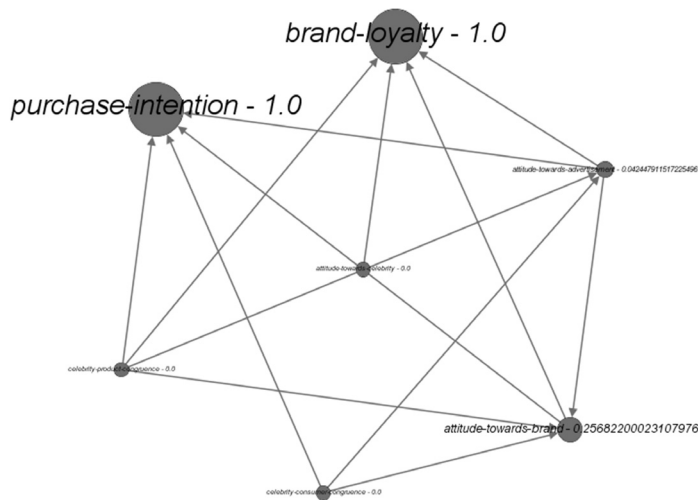 brand-loyalty - 1.0
purchase-intention - 1.0
attitude-towards-advertisement - 0.042447911517225496
attitude-towards-celebrity - 0.0
celebrity-product-congruence - 0.0
attitude-towards-brand - 0.25682200023107976
celebrity-consumer-congruence - 0.0